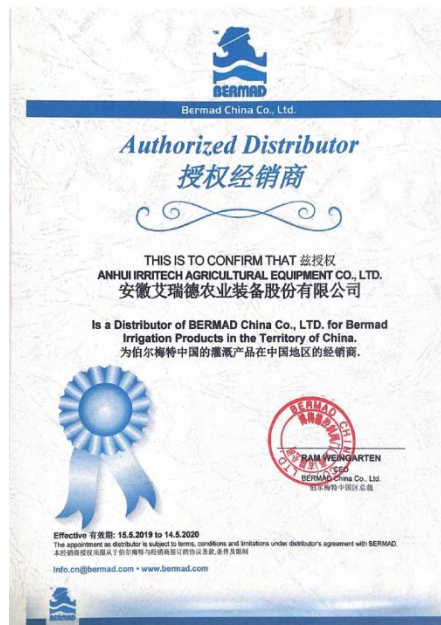 BERMAD
Bermad China Co., Ltd.
Authorized Distributor
授权经销商
THIS IS TO CONFIRM THAT 兹授权
ANHUI IRRITECH AGRICULTURAL EQUIPMENT CO., LTD.
安徽艾瑞德农业装备股份有限公司
Is a Distributor of BERMAD China Co., LTD. for Bermad
Irrigation Products in the Territory of China.
为伯尔梅特中国的灌溉产品在中国地区的经销商.
BERMAD CHINA
RAM WEINGARTEN
CEO
BERMAD China Co., Ltd.
伯尔梅特中国区总裁
Effective 有效期: 15.5.2019 to 14.5.2020
The appointment as distributor is subject to terms, conditions and limitations under distributor's agreement with BERMAD.
本经销商授权须服从于伯尔梅特与经销商签订的协议条款,条件及限制
info.cn@bermad.com • www.bermad.com
BERMAD